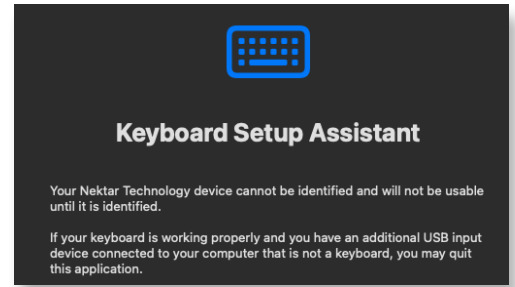 Keyboard Setup Assistant
Your Nektar Technology device cannot be identified and will not be usable
until it is identified.
If your keyboard is working properly and you have an additional USB input
device connected to your computer that is not a keyboard, you may quit
this application.